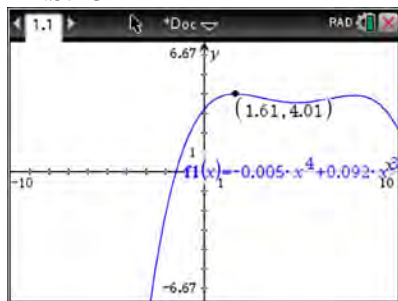 1.1 *Doc RAD
6.67 y
(1.61,4.01)
1
f1(x)=-0.005·x^4+0.092·x^3
-10 1 x 10
-6.67